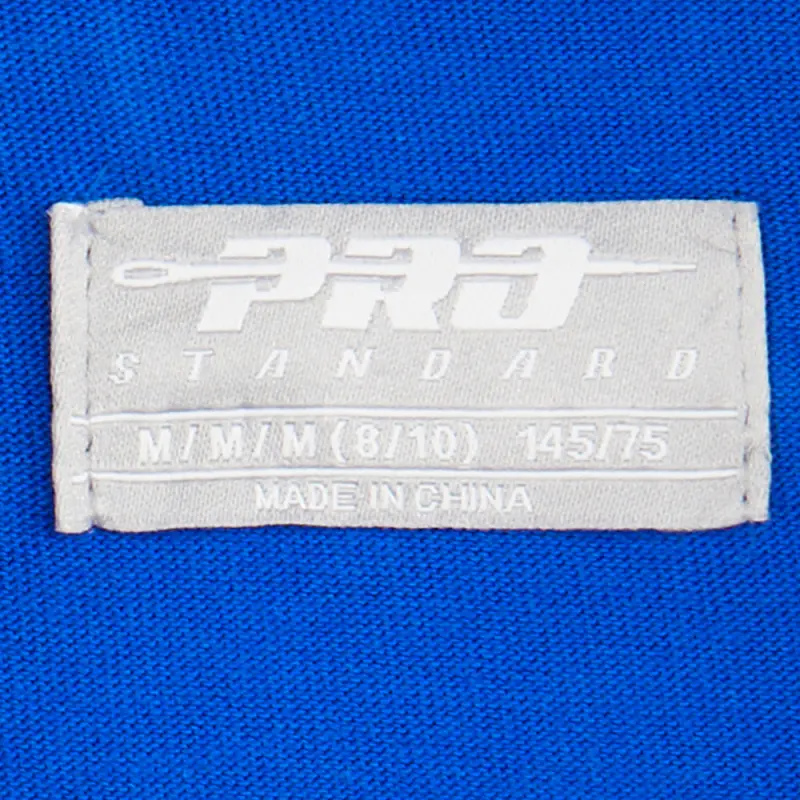 PRO
STANDARD
M/M/M (8/10) 145/75
MADE IN CHINA